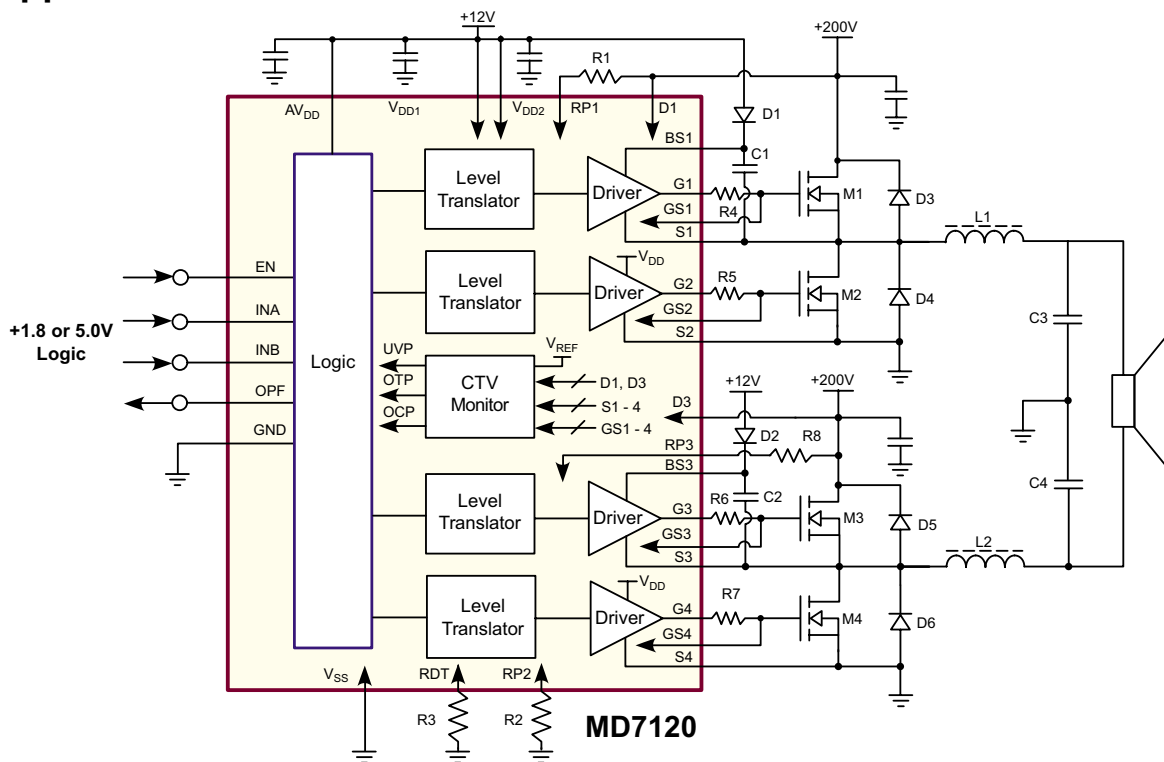 +12V
+200V
R1
AVDD
VDD1
VDD2
RP1
D1
D1
BS1
C1
Level
Translator
Driver
G1
R4
M1
D3
GS1
S1
L1
VDD
Level
Translator
Driver
G2
R5
M2
D4
GS2
S2
C3
EN
INA
INB
OPF
GND
+1.8 or 5.0V
Logic
Logic
UVP
OTP
OCP
CTV
Monitor
VREF
D1, D3
S1 - 4
GS1 - 4
D3
+12V
+200V
D2
R8
RP3
BS3
C2
C4
Level
Translator
Driver
G3
R6
M3
D5
GS3
S3
L2
VDD
Level
Translator
Driver
G4
R7
M4
D6
GS4
S4
VSS
RDT
RP2
R3
R2
MD7120